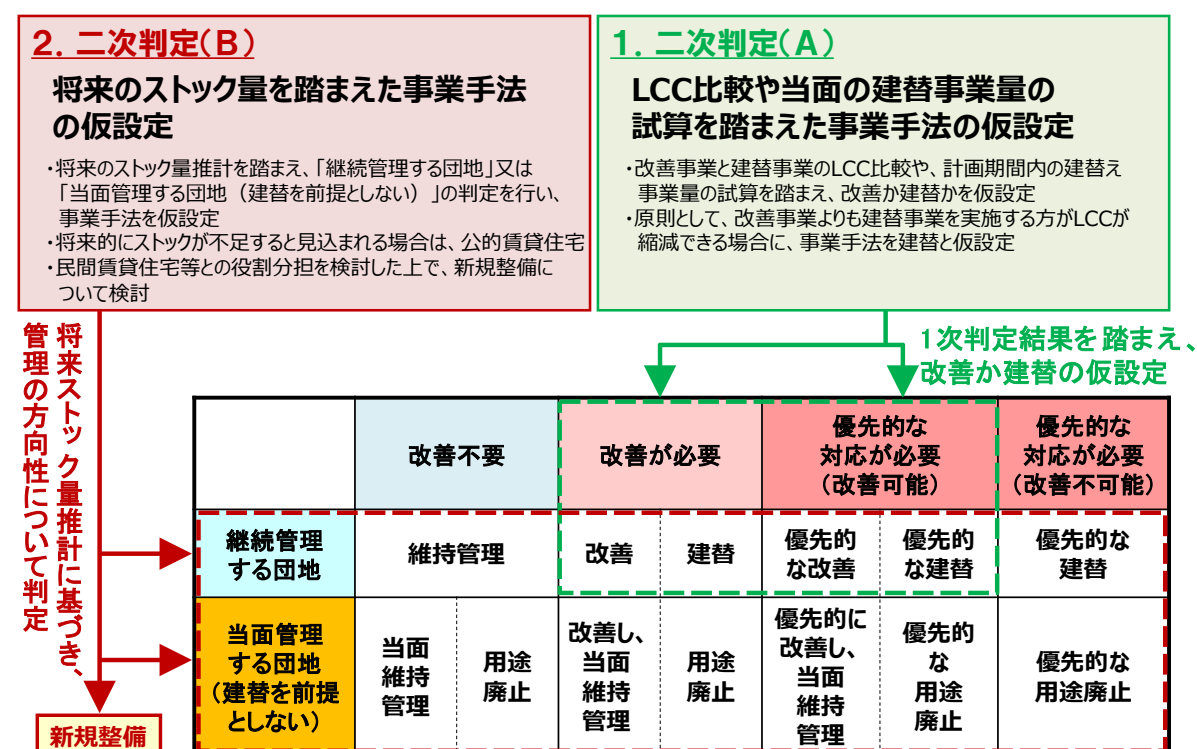 2. 二次判定(B)
将来のストック量を踏まえた事業手法
の仮設定
・将来のストック量推計を踏まえ、「継続管理する団地」又は
「当面管理する団地（建替を前提としない）」の判定を行い、
事業手法を仮設定
・将来的にストックが不足すると見込まれる場合は、公的賃貸住宅
・民間賃貸住宅等との役割分担を検討した上で、新規整備に
ついて検討
1. 二次判定(A)
LCC比較や当面の建替事業量の
試算を踏まえた事業手法の仮設定
・改善事業と建替事業のLCC比較や、計画期間内の建替え
事業量の試算を踏まえ、改善か建替かを仮設定
・原則として、改善事業よりも建替事業を実施する方がLCCが
縮減できる場合に、事業手法を建替と仮設定
将来ストック量推計に基づき、
管理の方向性について判定
1次判定結果を踏まえ、
改善か建替の仮設定
改善不要
改善が必要
優先的な
対応が必要
（改善可能）
優先的な
対応が必要
（改善不可能）
継続管理
する団地
維持管理
改善
建替
優先的
な改善
優先的
な建替
優先的な
建替
当面管理
する団地
（建替を前提
としない）
当面
維持
管理
用途
廃止
改善し、
当面
維持
管理
用途
廃止
優先的に
改善し、
当面
維持
管理
優先的
な
用途
廃止
優先的な
用途廃止
新規整備